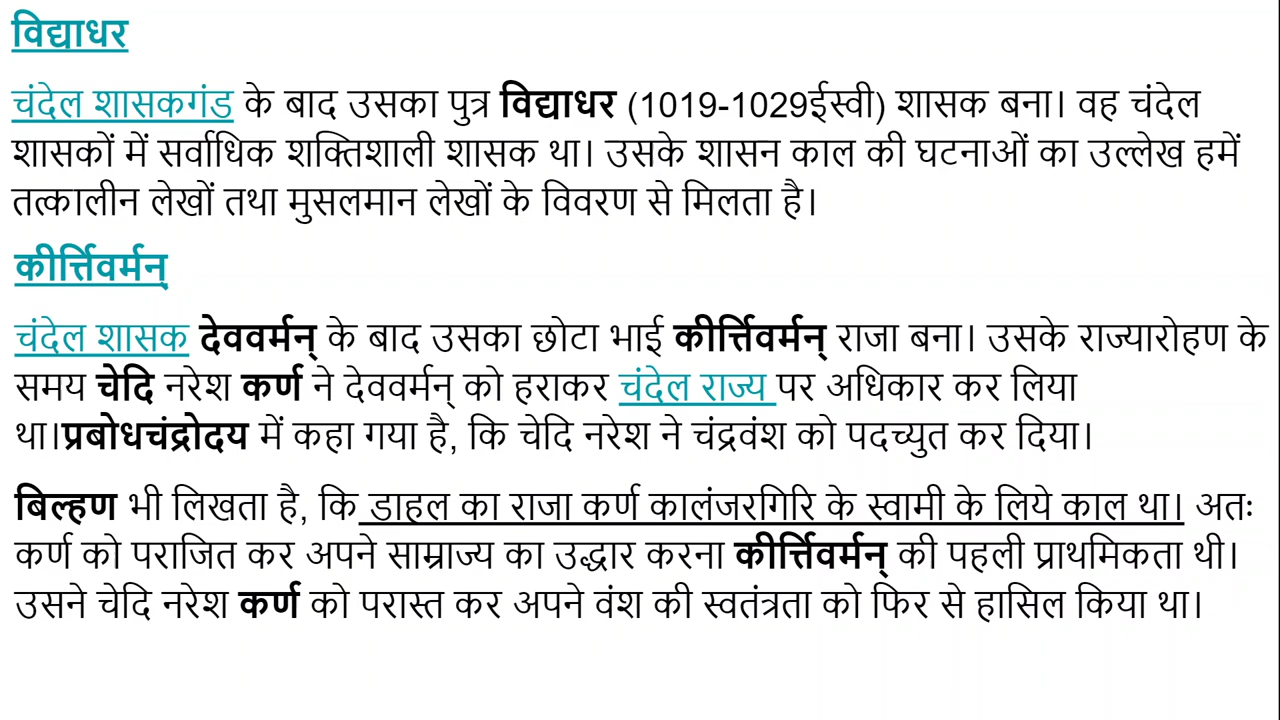 विद्याधर
चंदेल शासकगंड के बाद उसका पुत्र विद्याधर (1019-1029ईस्वी) शासक बना। वह चंदेल
शासकों में सर्वाधिक शक्तिशाली शासक था। उसके शासन काल की घटनाओं का उल्लेख हमें
तत्कालीन लेखों तथा मुसलमान लेखों के विवरण से मिलता है।
कीर्त्तिवर्मन्
चंदेल शासक देववर्मन् के बाद उसका छोटा भाई कीर्त्तिवर्मन् राजा बना। उसके राज्यारोहण के
समय चेदि नरेश कर्ण ने देववर्मन् को हराकर चंदेल राज्य पर अधिकार कर लिया
था।प्रबोधचंद्रोदय में कहा गया है, कि चेदि नरेश ने चंद्रवंश को पदच्युत कर दिया।
बिल्हण भी लिखता है, कि डाहल का राजा कर्ण कालंजरगिरि के स्वामी के लिये काल था। अतः
कर्ण को पराजित कर अपने साम्राज्य का उद्धार करना कीर्त्तिवर्मन् की पहली प्राथमिकता थी।
उसने चेदि नरेश कर्ण को परास्त कर अपने वंश की स्वतंत्रता को फिर से हासिल किया था।